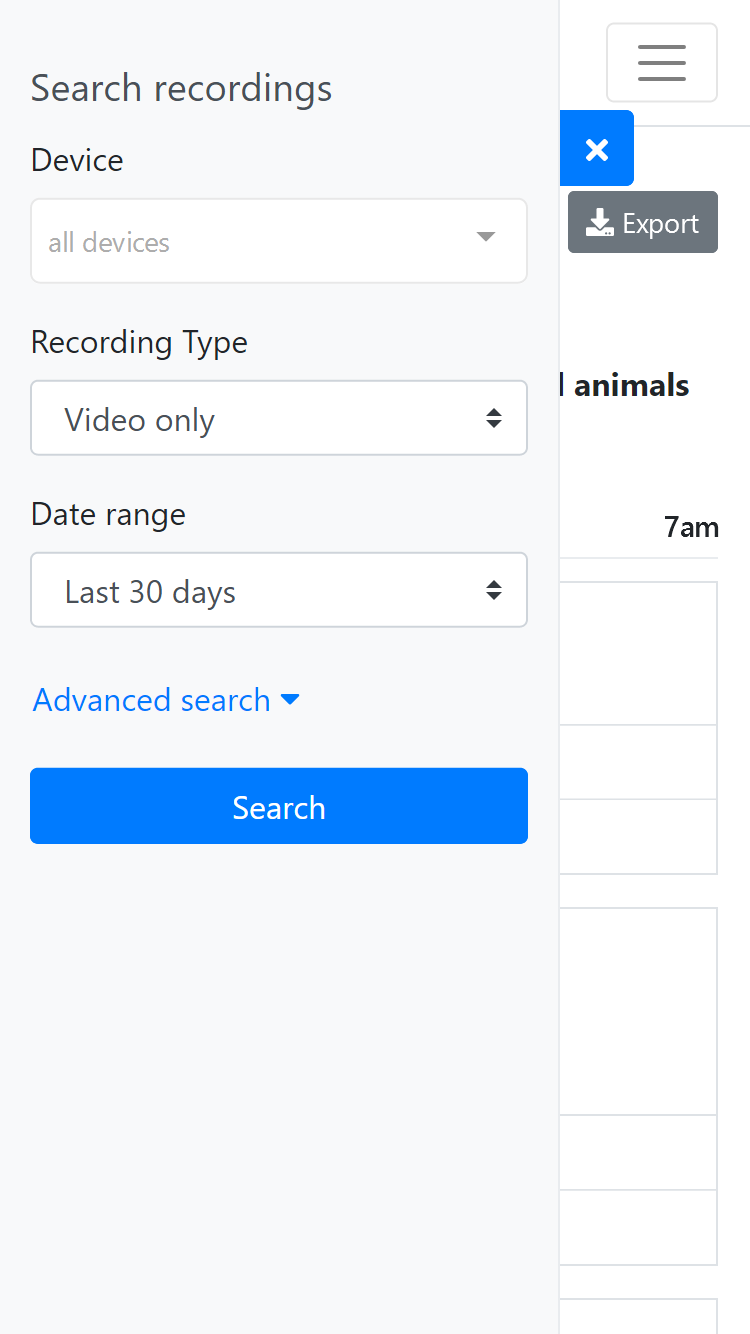 Search recordings
Device
all devices
Export
Recording Type
animals
Video only
Date range
7am
Last 30 days
Advanced search
Search